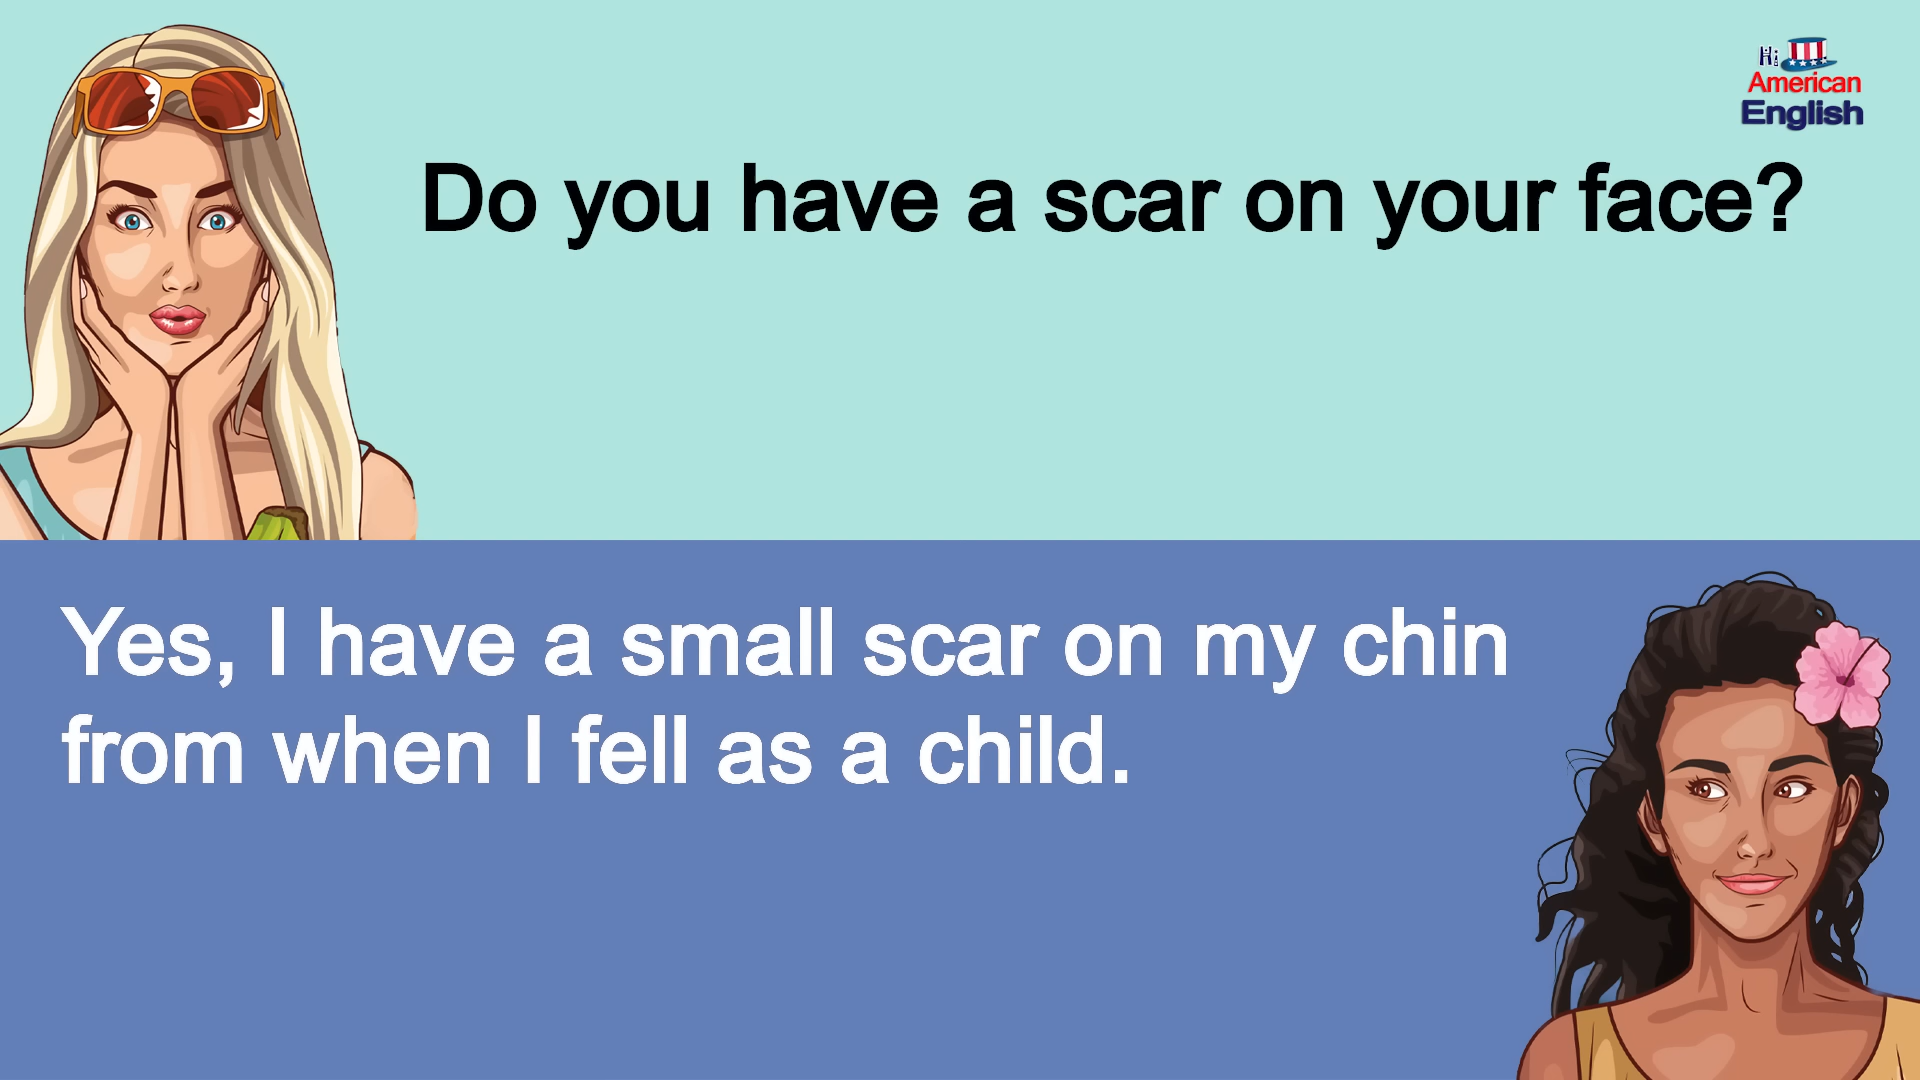 Hi
American
English
Do you have a scar on your face?
Yes, I have a small scar on my chin
from when I fell as a child.